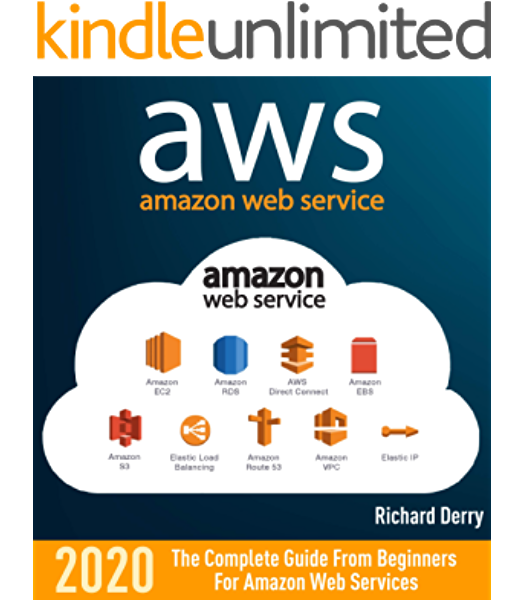 kindleunlimited
aws
amazon web service
amazon
web service
Amazon
EC2
Amazon
RDS
AWS
Direct Connect
Amazon
EBS
Amazon
S3
Elastic Load
Balancing
Amazon
Route 53
Amazon
VPC
Elastic IP
Richard Derry
2020
The Complete Guide From Beginners
For Amazon Web Services